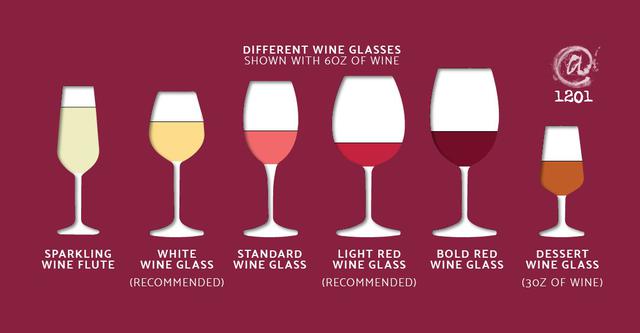 DIFFERENT WINE GLASSES
SHOWN WITH 6OZ OF WINE
@
1201
SPARKLING
WINE FLUTE
WHITE
WINE GLASS
(RECOMMENDED)
STANDARD
WINE GLASS
LIGHT RED
WINE GLASS
(RECOMMENDED)
BOLD RED
WINE GLASS
DESSERT
WINE GLASS
(3OZ OF WINE)